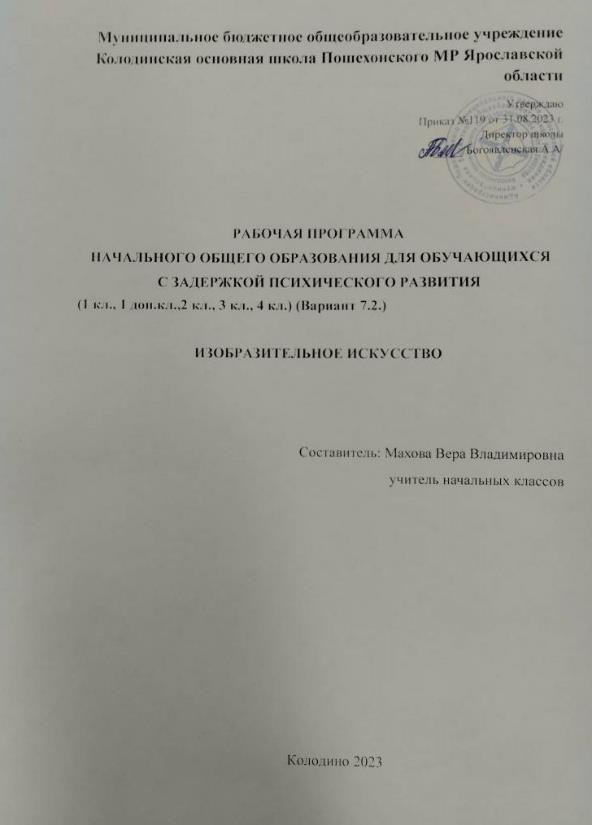 Муниципальное бюджетное общеобразовательное учреждение
Колодинская основная школа Пошехонского МР Ярославской
области
Утверждаю
Приказ №119 от 31.08.2023 г.
Директор школы
Богоявленская А.А/
РАБОЧАЯ ПРОГРАММА
НАЧАЛЬНОГО ОБЩЕГО ОБРАЗОВАНИЯ ДЛЯ ОБУЧАЮЩИХСЯ
С ЗАДЕРЖКОЙ ПСИХИЧЕСКОГО РАЗВИТИЯ
(1 кл., 1 доп.кл.,2 кл., 3 кл., 4 кл.) (Вариант 7.2.)
ИЗОБРАЗИТЕЛЬНОЕ ИСКУССТВО
Составитель: Махова Вера Владимировна
учитель начальных классов
Колодино 2023